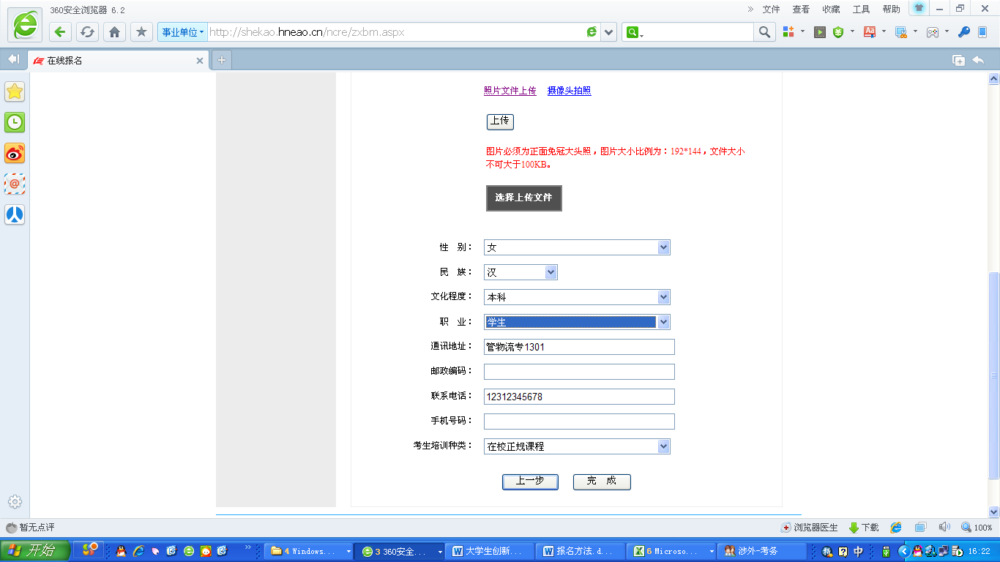 360安全浏览器 6.2
» 文件 查看 收藏 工具 帮助
事业单位 http://shekao.hneao.cn/ncre/zxbm.aspx
在线报名
照片文件上传 摄像头拍照
上传
图片必须为正面免冠大头照，图片大小比例为：192*144，文件大小
不可大于100KB。
选择上传文件
性 别： 女
民 族： 汉
文化程度： 本科
职 业： 学生
通讯地址： 管物流专1301
邮政编码：
联系电话： 12312345678
手机号码：
考生培训种类： 在校正规课程
上一步 完 成
暂无点评 浏览器医生 下载 100%
开始 4 Windows... 3 360安全... 大学生创新... 报名方法.d... 6 Microso... 涉外-考务 中 16:22